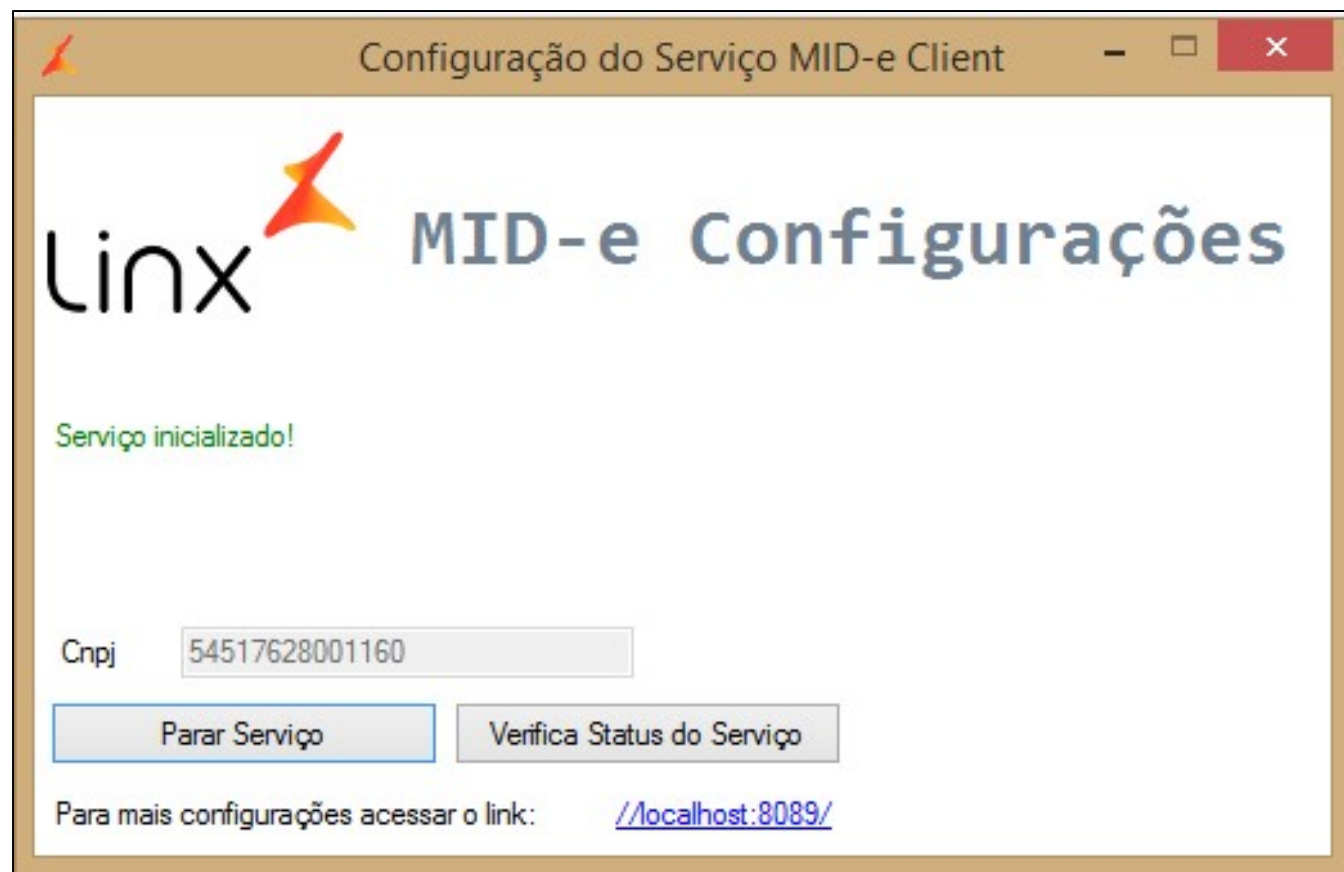 Configuração do Serviço MID-e Client
Linx MID-e Configurações
Serviço inicializado!
Cnpj 54517628001160
Parar Serviço Verifica Status do Serviço
Para mais configurações acessar o link: //localhost:8089/